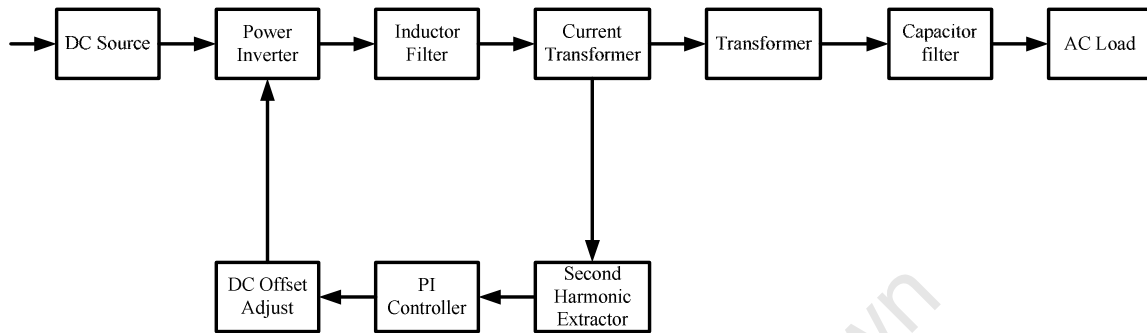 DC Source
Power
Inverter
Inductor
Filter
Current
Transformer
Transformer
Capacitor
filter
AC Load
DC Offset
Adjust
PI
Controller
Second
Harmonic
Extractor
wn